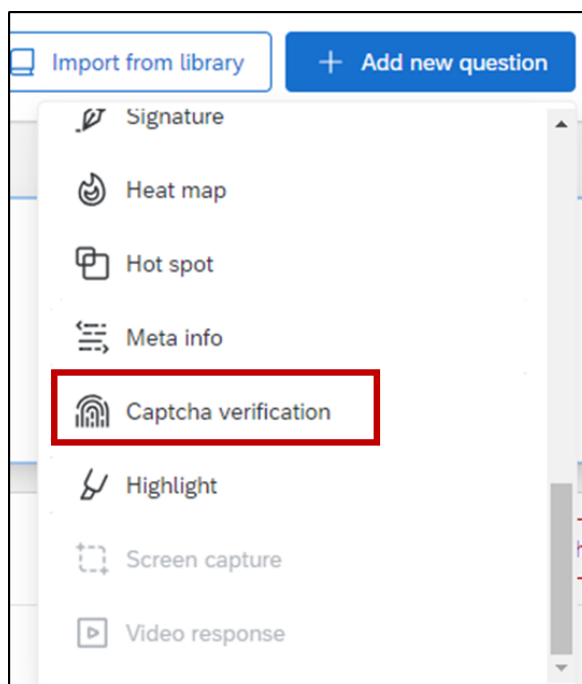 Import from library
+ Add new question
Signature
Heat map
Hot spot
Meta info
Captcha verification
Highlight
Screen capture
Video response